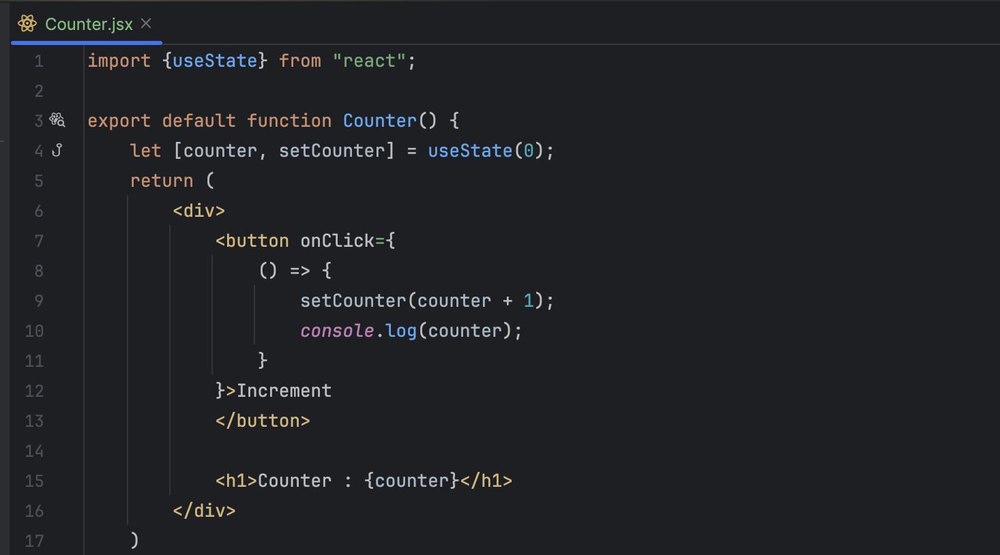 Counter.jsx
1 import {useState} from "react";
2
3 export default function Counter() {
4 let [counter, setCounter] = useState(0);
5 return (
6 <div>
7 <button onClick={
8 () => {
9 setCounter(counter + 1);
10 console.log(counter);
11 }
12 }>Increment
13 </button>
14
15 <h1>Counter : {counter}</h1>
16 </div>
17 )